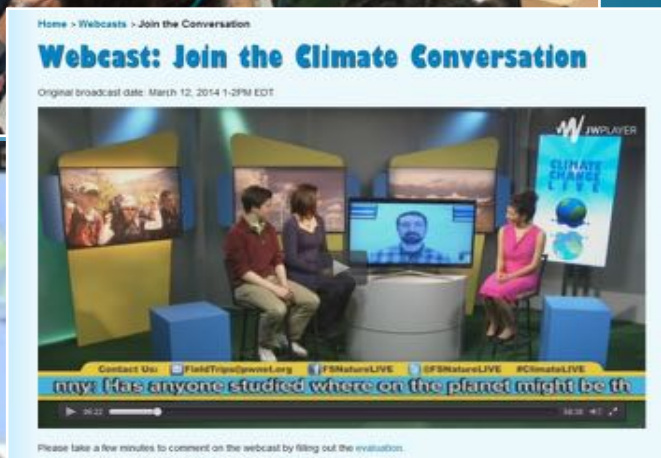 Home > Webcasts > Join the Conversation
Webcast: Join the Climate Conversation
Original broadcast date: March 12, 2014 1-2PM EDT
JWPLAYER
CLIMATE
CHANGE
LIVE
Contact Us: FieldTrips@pwnet.org FSNatureLIVE @FSNatureLIVE #ClimateLIVE
nny: Has anyone studied where on the planet might be th
06:22
Please take a few minutes to comment on the webcast by filling out the evaluation.